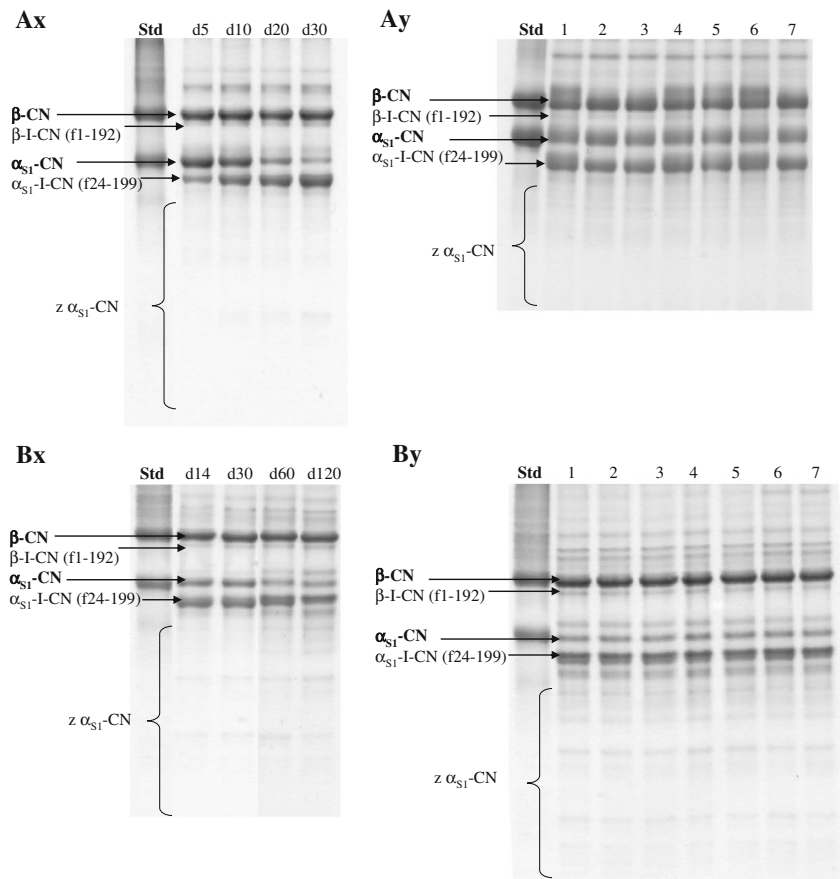 Ax
Std d5 d10 d20 d30
β-CN
β-I-CN (f1-192)
αS1-CN
αS1-I-CN (f24-199)
z αS1-CN
Ay
Std 1 2 3 4 5 6 7
β-CN
β-I-CN (f1-192)
αS1-CN
αS1-I-CN (f24-199)
z αS1-CN
Bx
Std d14 d30 d60 d120
β-CN
β-I-CN (f1-192)
αS1-CN
αS1-I-CN (f24-199)
z αS1-CN
By
Std 1 2 3 4 5 6 7
β-CN
β-I-CN (f1-192)
αS1-CN
αS1-I-CN (f24-199)
z αS1-CN